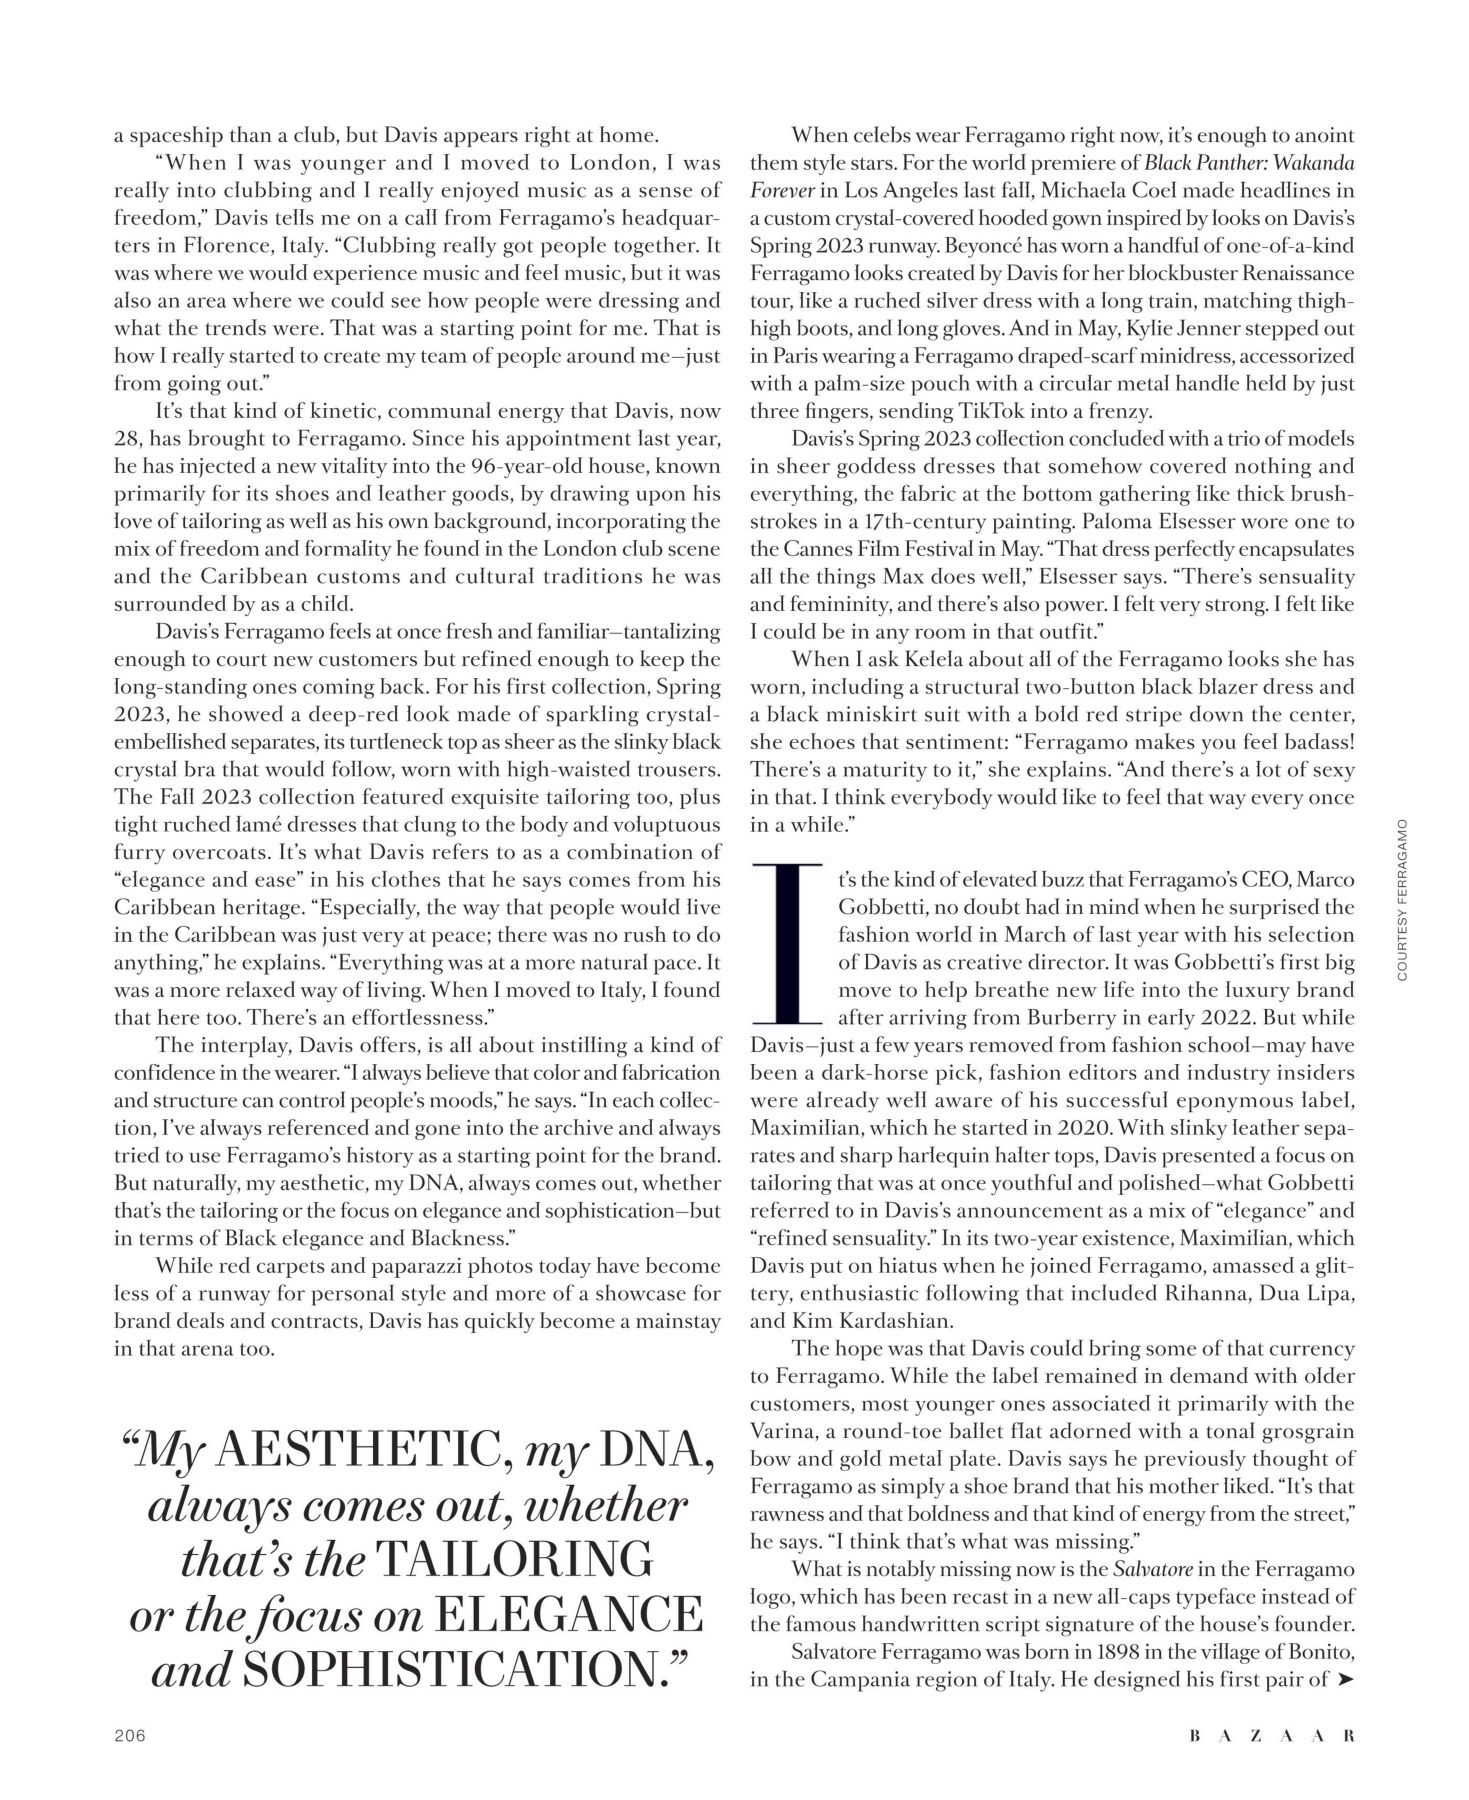 a spaceship than a club, but Davis appears right at home.
“When I was younger and I moved to London, I was
really into clubbing and I really enjoyed music as a sense of
freedom,” Davis tells me on a call from Ferragamo’s headquar-
ters in Florence, Italy. “Clubbing really got people together. It
was where we would experience music and feel music, but it was
also an area where we could see how people were dressing and
what the trends were. That was a starting point for me. That is
how I really started to create my team of people around me—just
from going out.”
It’s that kind of kinetic, communal energy that Davis, now
28, has brought to Ferragamo. Since his appointment last year,
he has injected a new vitality into the 96-year-old house, known
primarily for its shoes and leather goods, by drawing upon his
love of tailoring as well as his own background, incorporating the
mix of freedom and formality he found in the London club scene
and the Caribbean customs and cultural traditions he was
surrounded by as a child.
Davis’s Ferragamo feels at once fresh and familiar—tantalizing
enough to court new customers but refined enough to keep the
long-standing ones coming back. For his first collection, Spring
2023, he showed a deep-red look made of sparkling crystal-
embellished separates, its turtleneck top as sheer as the slinky black
crystal bra that would follow, worn with high-waisted trousers.
The Fall 2023 collection featured exquisite tailoring too, plus
tight ruched lamé dresses that clung to the body and voluptuous
furry overcoats. It’s what Davis refers to as a combination of
“elegance and ease” in his clothes that he says comes from his
Caribbean heritage. “Especially, the way that people would live
in the Caribbean was just very at peace; there was no rush to do
anything,” he explains. “Everything was at a more natural pace. It
was a more relaxed way of living. When I moved to Italy, I found
that here too. There’s an effortlessness.”
The interplay, Davis offers, is all about instilling a kind of
confidence in the wearer. “I always believe that color and fabrication
and structure can control people’s moods,” he says. “In each collec-
tion, I’ve always referenced and gone into the archive and always
tried to use Ferragamo’s history as a starting point for the brand.
But naturally, my aesthetic, my DNA, always comes out, whether
that’s the tailoring or the focus on elegance and sophistication—but
in terms of Black elegance and Blackness.”
While red carpets and paparazzi photos today have become
less of a runway for personal style and more of a showcase for
brand deals and contracts, Davis has quickly become a mainstay
in that arena too.
“My AESTHETIC, my DNA,
always comes out, whether
that’s the TAILORING
or the focus on ELEGANCE
and SOPHISTICATION.”
When celebs wear Ferragamo right now, it’s enough to anoint
them style stars. For the world premiere of Black Panther: Wakanda
Forever in Los Angeles last fall, Michaela Coel made headlines in
a custom crystal-covered hooded gown inspired by looks on Davis’s
Spring 2023 runway. Beyoncé has worn a handful of one-of-a-kind
Ferragamo looks created by Davis for her blockbuster Renaissance
tour, like a ruched silver dress with a long train, matching thigh-
high boots, and long gloves. And in May, Kylie Jenner stepped out
in Paris wearing a Ferragamo draped-scarf minidress, accessorized
with a palm-size pouch with a circular metal handle held by just
three fingers, sending TikTok into a frenzy.
Davis’s Spring 2023 collection concluded with a trio of models
in sheer goddess dresses that somehow covered nothing and
everything, the fabric at the bottom gathering like thick brush-
strokes in a 17th-century painting. Paloma Elsesser wore one to
the Cannes Film Festival in May. “That dress perfectly encapsulates
all the things Max does well,” Elsesser says. “There’s sensuality
and femininity, and there’s also power. I felt very strong. I felt like
I could be in any room in that outfit.”
When I ask Kelela about all of the Ferragamo looks she has
worn, including a structural two-button black blazer dress and
a black miniskirt suit with a bold red stripe down the center,
she echoes that sentiment: “Ferragamo makes you feel badass!
There’s a maturity to it,” she explains. “And there’s a lot of sexy
in that. I think everybody would like to feel that way every once
in a while.”
It’s the kind of elevated buzz that Ferragamo’s CEO, Marco
Gobbetti, no doubt had in mind when he surprised the
fashion world in March of last year with his selection
of Davis as creative director. It was Gobbetti’s first big
move to help breathe new life into the luxury brand
after arriving from Burberry in early 2022. But while
Davis—just a few years removed from fashion school—may have
been a dark-horse pick, fashion editors and industry insiders
were already well aware of his successful eponymous label,
Maximilian, which he started in 2020. With slinky leather sepa-
rates and sharp harlequin halter tops, Davis presented a focus on
tailoring that was at once youthful and polished—what Gobbetti
referred to in Davis’s announcement as a mix of “elegance” and
“refined sensuality.” In its two-year existence, Maximilian, which
Davis put on hiatus when he joined Ferragamo, amassed a glit-
tery, enthusiastic following that included Rihanna, Dua Lipa,
and Kim Kardashian.
The hope was that Davis could bring some of that currency
to Ferragamo. While the label remained in demand with older
customers, most younger ones associated it primarily with the
Varina, a round-toe ballet flat adorned with a tonal grosgrain
bow and gold metal plate. Davis says he previously thought of
Ferragamo as simply a shoe brand that his mother liked. “It’s that
rawness and that boldness and that kind of energy from the street,”
he says. “I think that’s what was missing.”
What is notably missing now is the Salvatore in the Ferragamo
logo, which has been recast in a new all-caps typeface instead of
the famous handwritten script signature of the house’s founder.
Salvatore Ferragamo was born in 1898 in the village of Bonito,
in the Campania region of Italy. He designed his first pair of ➤
COURTESY FERRAGAMO
206
BAZAAR